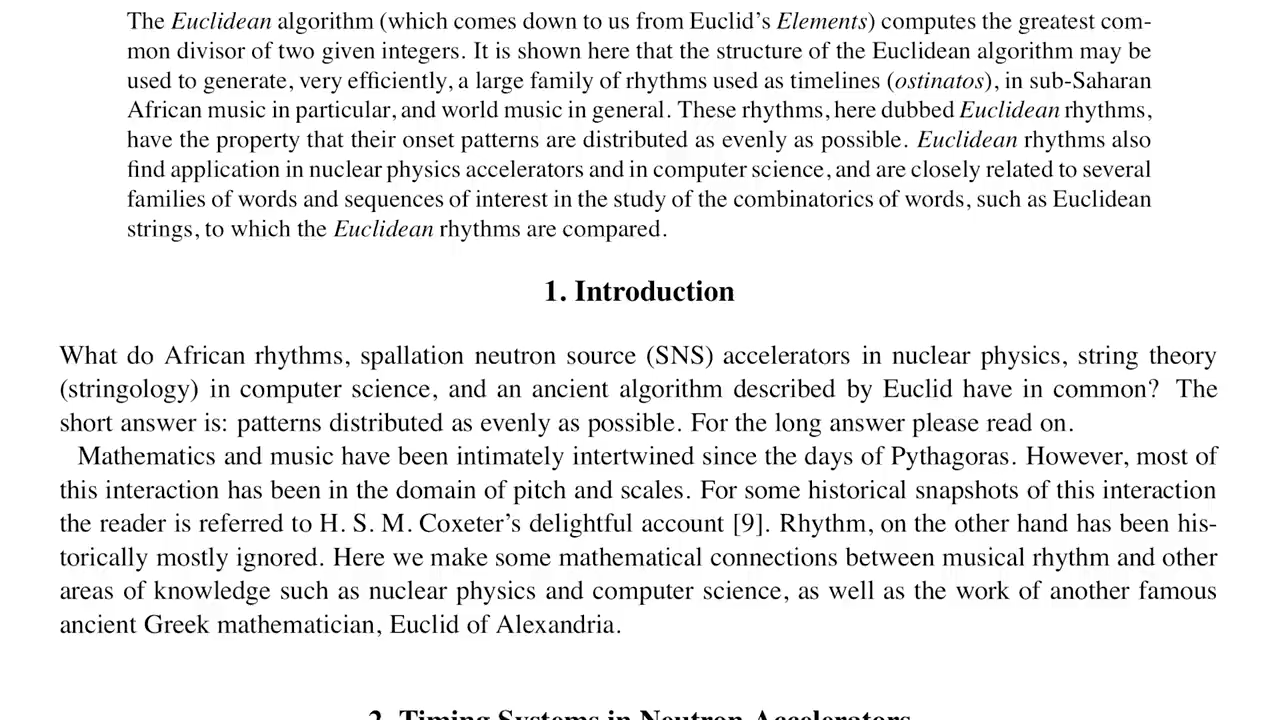 The Euclidean algorithm (which comes down to us from Euclid's Elements) computes the greatest com-
mon divisor of two given integers. It is shown here that the structure of the Euclidean algorithm may be
used to generate, very efficiently, a large family of rhythms used as timelines (ostinatos), in sub-Saharan
African music in particular, and world music in general. These rhythms, here dubbed Euclidean rhythms,
have the property that their onset patterns are distributed as evenly as possible. Euclidean rhythms also
find application in nuclear physics accelerators and in computer science, and are closely related to several
families of words and sequences of interest in the study of the combinatorics of words, such as Euclidean
strings, to which the Euclidean rhythms are compared.
1. Introduction
What do African rhythms, spallation neutron source (SNS) accelerators in nuclear physics, string theory
(stringology) in computer science, and an ancient algorithm described by Euclid have in common? The
short answer is: patterns distributed as evenly as possible. For the long answer please read on.
Mathematics and music have been intimately intertwined since the days of Pythagoras. However, most of
this interaction has been in the domain of pitch and scales. For some historical snapshots of this interaction
the reader is referred to H. S. M. Coxeter's delightful account [9]. Rhythm, on the other hand has been his-
torically mostly ignored. Here we make some mathematical connections between musical rhythm and other
areas of knowledge such as nuclear physics and computer science, as well as the work of another famous
ancient Greek mathematician, Euclid of Alexandria.
2. Timing Systems in Neutron Accelerators